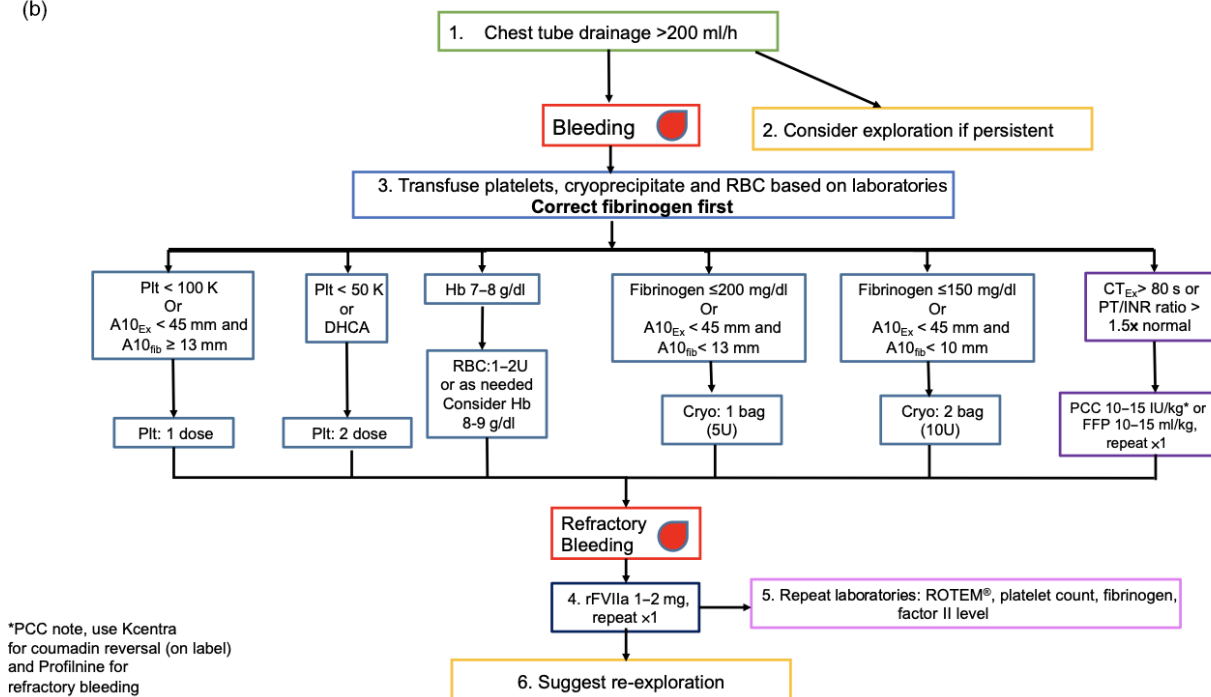 (b)
1. Chest tube drainage >200 ml/h
Bleeding
2. Consider exploration if persistent
3. Transfuse platelets, cryoprecipitate and RBC based on laboratories
Correct fibrinogen first
Plt < 100 K
Or
A10Ex < 45 mm and
A10fib ≥ 13 mm
Plt < 50 K
or
DHCA
Hb 7–8 g/dl
Fibrinogen ≤200 mg/dl
Or
A10Ex < 45 mm and
A10fib< 13 mm
Fibrinogen ≤150 mg/dl
Or
A10Ex < 45 mm and
A10fib< 10 mm
CTEx> 80 s or
PT/INR ratio >
1.5x normal
Plt: 1 dose
Plt: 2 dose
RBC:1–2U
or as needed
Consider Hb
8-9 g/dl
Cryo: 1 bag
(5U)
Cryo: 2 bag
(10U)
PCC 10–15 IU/kg* or
FFP 10–15 ml/kg,
repeat ×1
Refractory
Bleeding
4. rFVIIa 1–2 mg,
repeat ×1
5. Repeat laboratories: ROTEM®, platelet count, fibrinogen,
factor II level
6. Suggest re-exploration
*PCC note, use Kcentra
for coumadin reversal (on label)
and Profilnine for
refractory bleeding